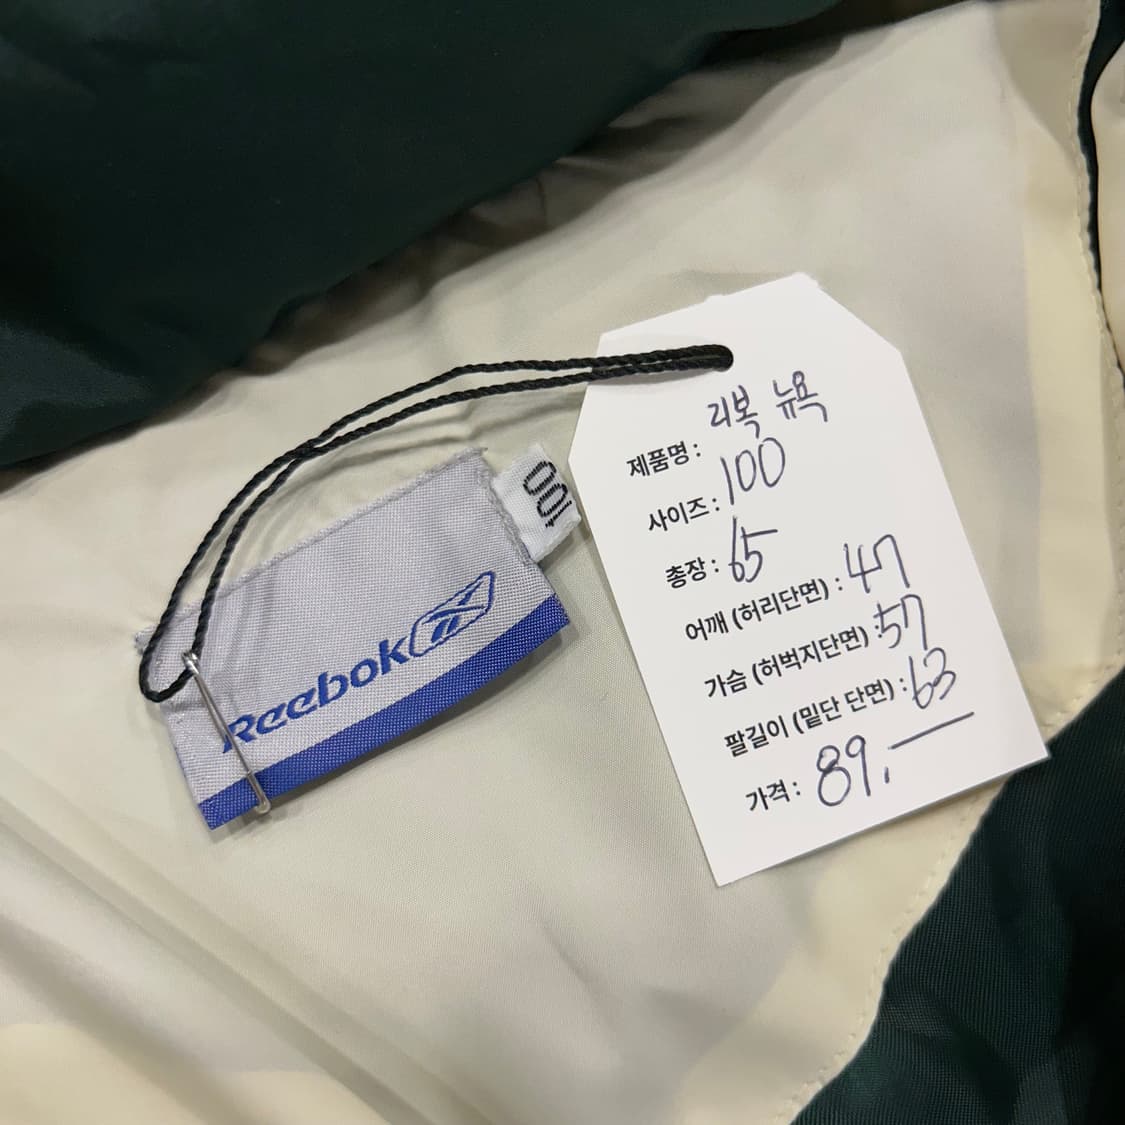 Reebok
100
제품명: 리복 뉴욕
사이즈: 100
총장: 65
어깨 (허리단면) : 47
가슴 (허벅지단면) : 57
팔길이 (밑단 단면) : 63
가격: 89,—